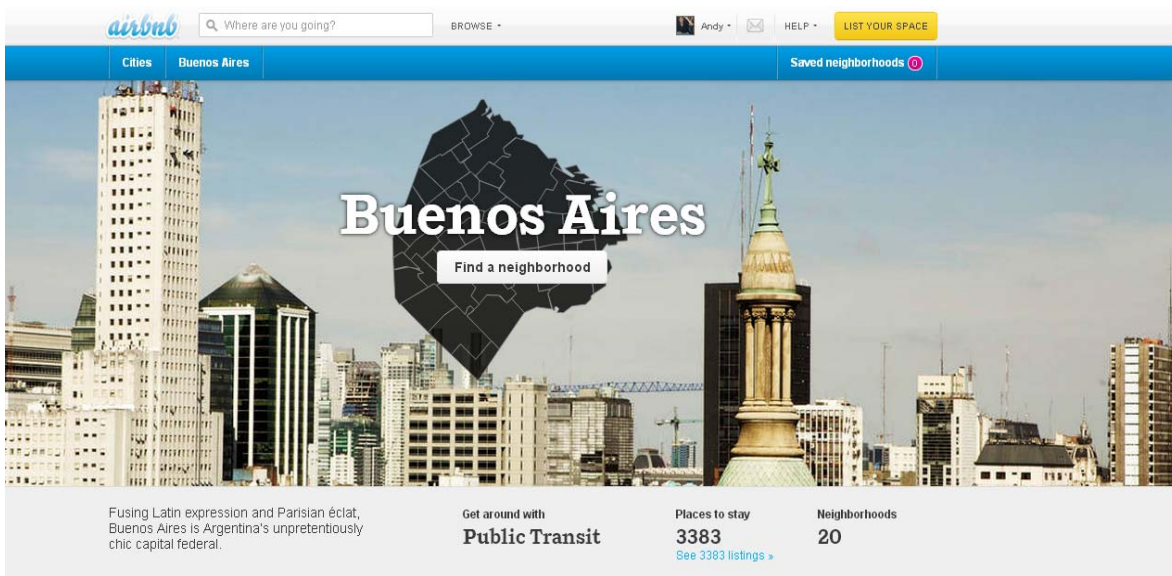 airbnb
Where are you going?
BROWSE
Andy
HELP
LIST YOUR SPACE
Cities
Buenos Aires
Saved neighborhoods 0
Buenos Aires
Find a neighborhood
Fusing Latin expression and Parisian éclat,
Buenos Aires is Argentina's unpretentiously
chic capital federal.
Get around with
Public Transit
Places to stay
3383
See 3383 listings »
Neighborhoods
20